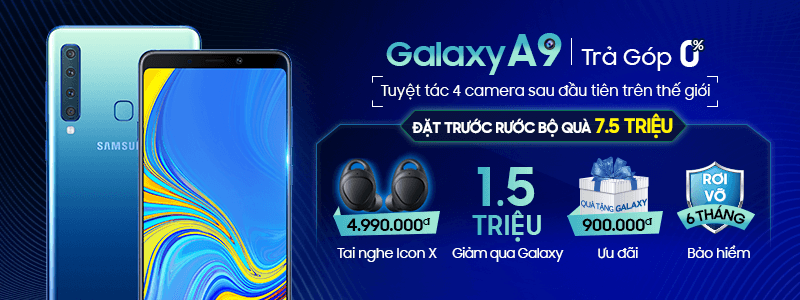 SAMSU
Galaxy A9 | Trả Góp 0%
Tuyệt tác 4 camera sau đầu tiên trên thế giới
ĐẶT TRƯỚC RƯỚC BỘ QUÀ 7.5 TRIỆU
4.990.000đ
Tai nghe Icon X
1.5
TRIỆU
Giảm qua Galaxy
QUÀ TẶNG GALAXY
900.000đ
Ưu đãi
RƠI
VỠ
6 THÁNG
Bảo hiểm